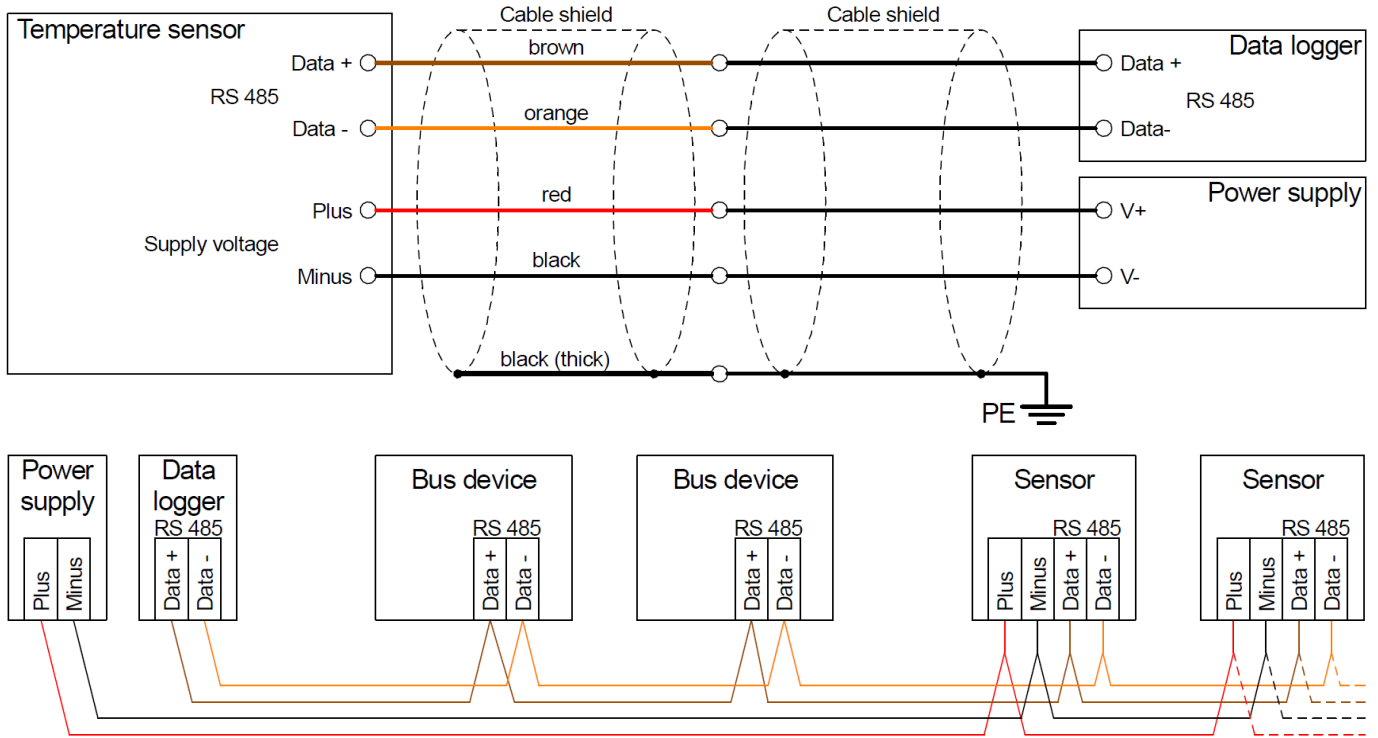 Cable shield
Cable shield
Temperature sensor
brown
Data logger
Data +
Data +
RS 485
RS 485
orange
Data -
Data-
red
Power supply
Plus
V+
Supply voltage
black
Minus
V-
black (thick)
PE
Power
supply
Plus
Minus
Data
logger
RS 485
Data +
Data -
Bus device
RS 485
Data +
Data -
Bus device
RS 485
Data +
Data -
Sensor
RS 485
Plus
Minus
Data +
Data -
Sensor
RS 485
Plus
Minus
Data +
Data -